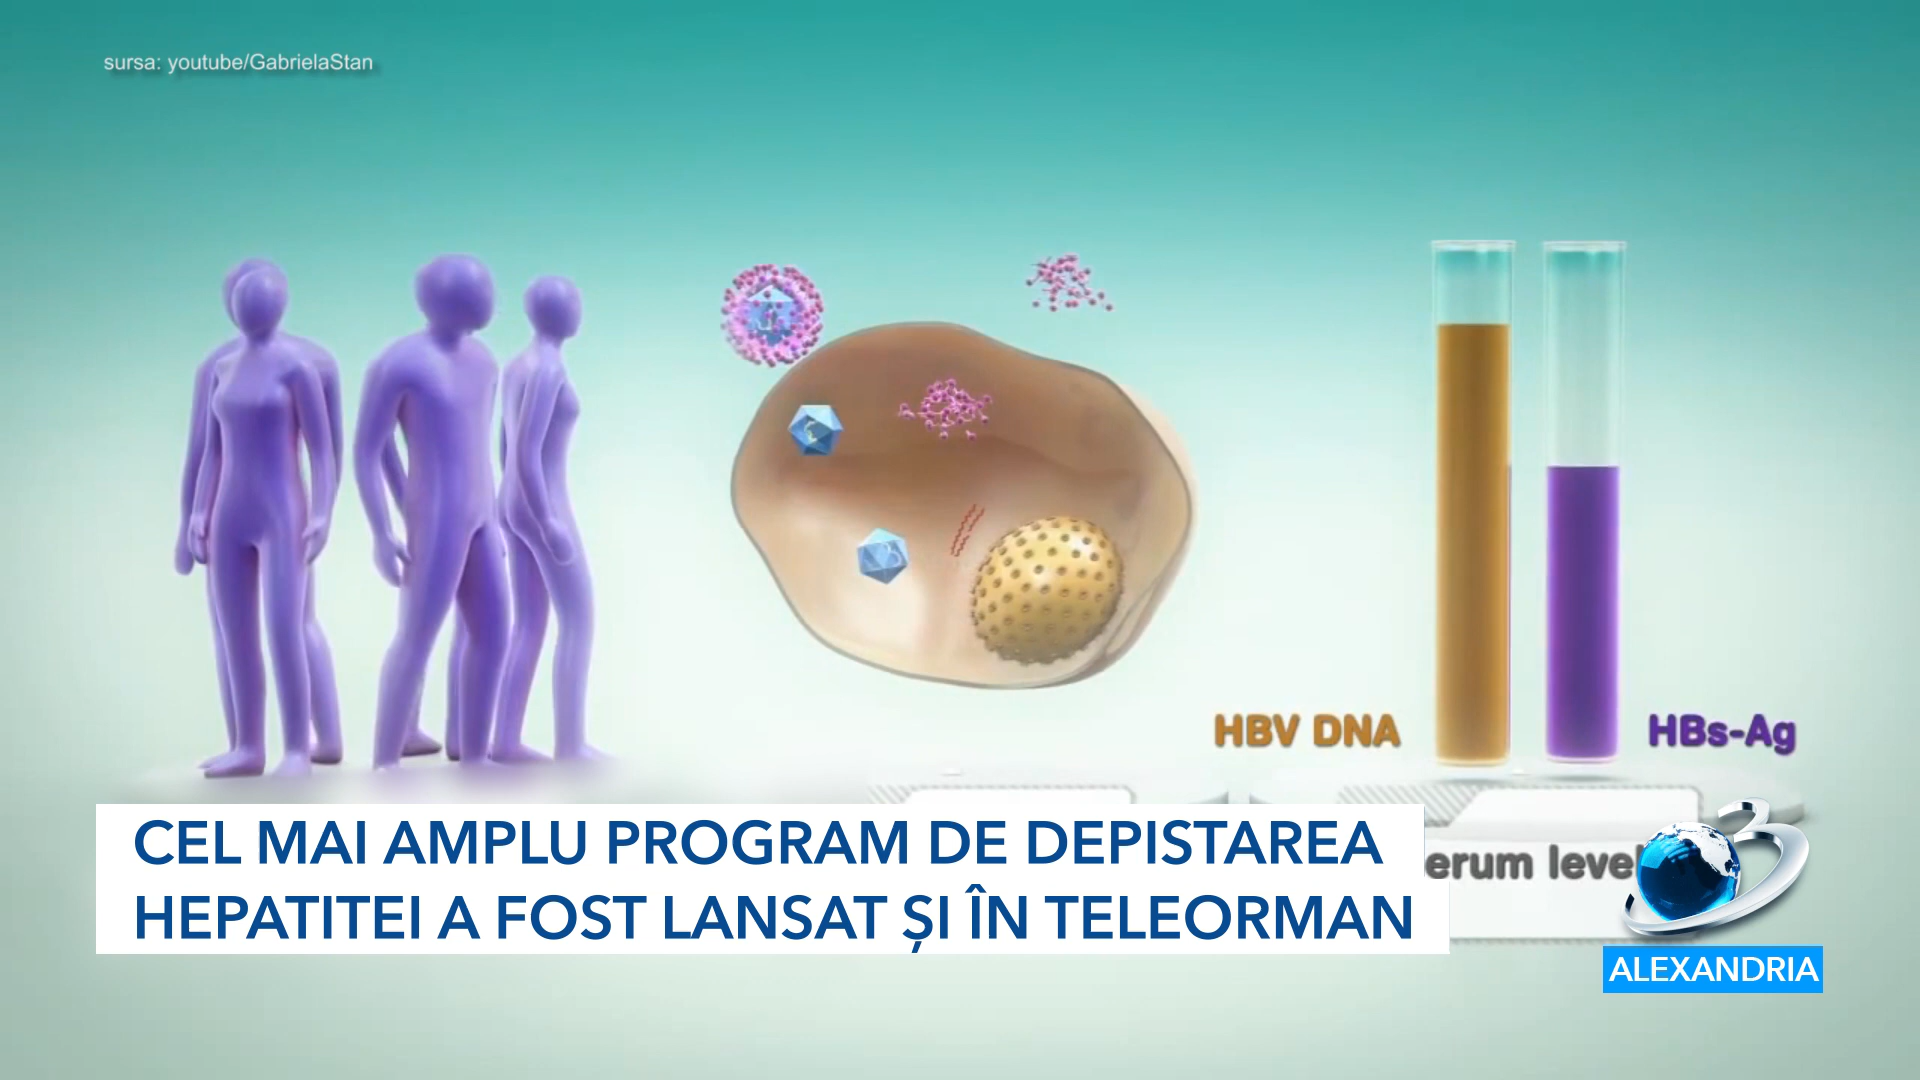 sursa: youtube/GabrielaStan
HBV DNA
HBs-Ag
CEL MAI AMPLU PROGRAM DE DEPISTAREA
HEPATITEI A FOST LANSAT ȘI ÎN TELEORMAN
3
ALEXANDRIA